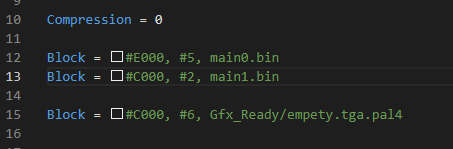 10 Compression = 0
11
12 Block = #E000, #5, main0.bin
13 Block = #C000, #2, main1.bin
14
15 Block = #C000, #6, Gfx_Ready/empety.tga.pal4
16